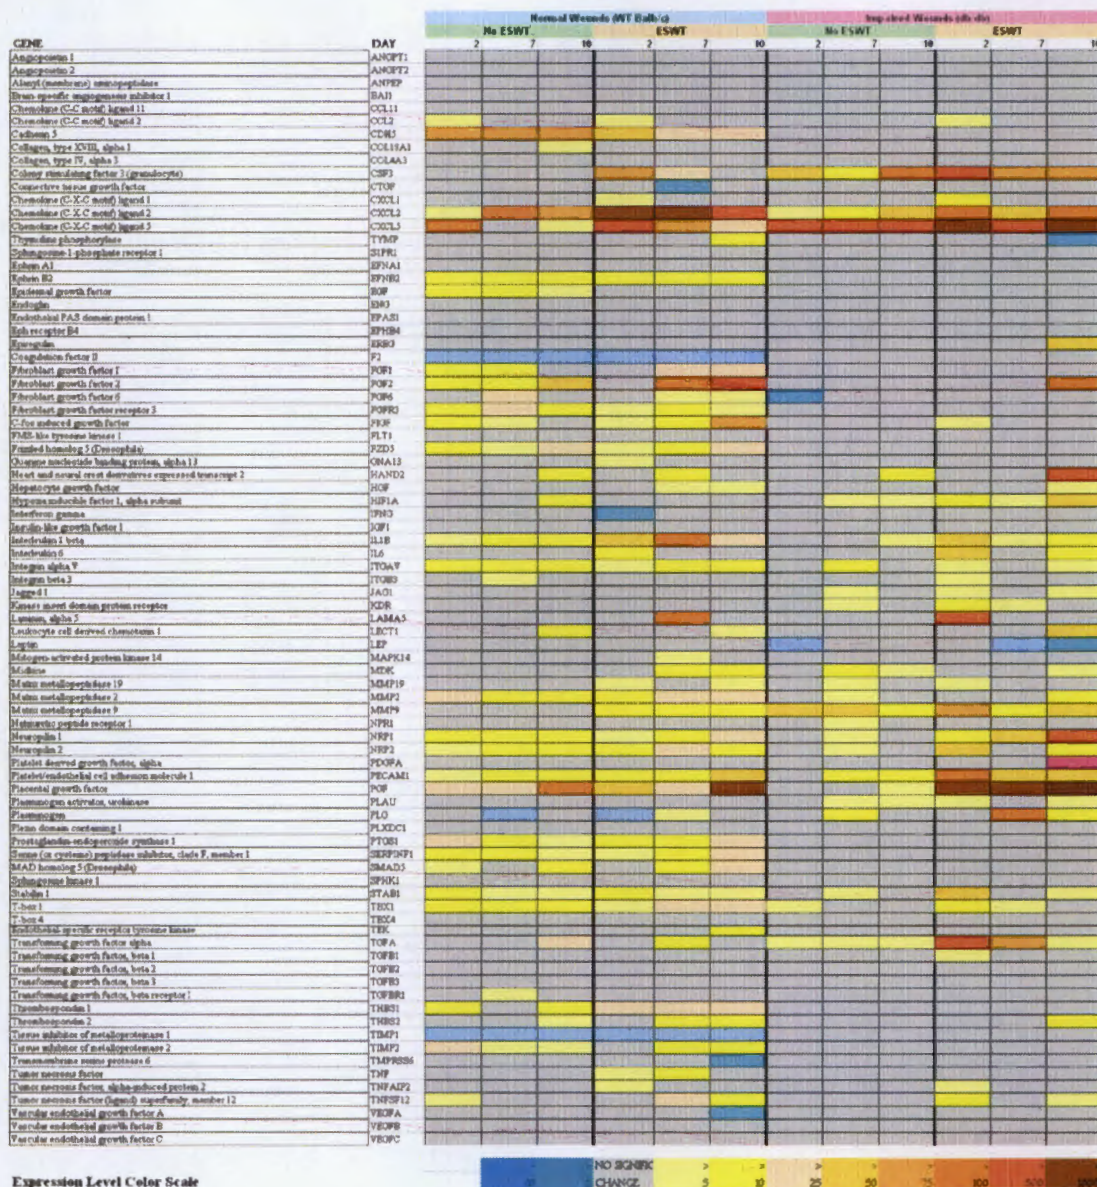 Normal Wounds (WT Balb/c) Impaired Wounds (db/db)
No ESWT ESWT No ESWT ESWT
GENE DAY 2 7 10 2 7 10 2 7 10 2 7 10
Angiopoietin 1 ANGPT1
Angiopoietin 2 ANGPT2
Alanyl (membrane) aminopeptidase ANPEP
Brain-specific angiogenesis inhibitor 1 BAI1
Chemokine (C-C motif) ligand 11 CCL11
Chemokine (C-C motif) ligand 2 CCL2
Cadherin 5 CDH5
Collagen, type XVIII, alpha 1 COL18A1
Collagen, type IV, alpha 3 COL4A3
Colony stimulating factor 3 (granulocyte) CSF3
Connective tissue growth factor CTGF
Chemokine (C-X-C motif) ligand 1 CXCL1
Chemokine (C-X-C motif) ligand 2 CXCL2
Chemokine (C-X-C motif) ligand 5 CXCL5
Thymidine phosphorylase TYMP
Sphingosine-1-phosphate receptor 1 S1PR1
Ephrin A1 EFNA1
Ephrin B2 EFNB2
Epidermal growth factor EGF
Endoglin ENG
Endothelial PAS domain protein 1 EPAS1
Eph receptor B4 EPHB4
Epiregulin
Coagulation factor II F2
Fibroblast growth factor 1 FGF1
Fibroblast growth factor 2 FGF2
Fibroblast growth factor 6 FGF6
Fibroblast growth factor receptor 3 FGFR3
C-fos induced growth factor FIGF
FMS-like tyrosine kinase 1 FLT1
Frizzled homolog 5 (Drosophila) FZD5
Guanine nucleotide binding protein, alpha 13 GNA13
Heart and neural crest derivatives expressed transcript 2 HAND2
Hepatocyte growth factor HGF
Hypoxia inducible factor 1, alpha subunit HIF1A
Interferon gamma IFNG
Insulin-like growth factor 1 IGF1
Interleukin 1 beta IL1B
Interleukin 6 IL6
Integrin alpha V ITGAV
Integrin beta 3 ITGB3
Jagged 1 JAG1
Kinase insert domain protein receptor KDR
Laminin, alpha 5 LAMA5
Leukocyte cell derived chemotaxin 1 LECT1
Leptin LEP
Mitogen-activated protein kinase 14 MAPK14
Midkine MDK
Matrix metallopeptidase 19 MMP19
Matrix metallopeptidase 2 MMP2
Matrix metallopeptidase 9 MMP9
Natriuretic peptide receptor 1 NPR1
Neuropilin 1 NRP1
Neuropilin 2 NRP2
Platelet derived growth factor, alpha PDGFA
Platelet/endothelial cell adhesion molecule 1 PECAM1
Placental growth factor PGF
Plasminogen activator, urokinase PLAU
Plasminogen PLG
Plexin domain containing 1 PLXDC1
Prostaglandin-endoperoxide synthase 1 PTGS1
Serine (or cysteine) peptidase inhibitor, clade F, member 1 SERPINF1
MAD homolog 5 (Drosophila) SMAD5
Sphingosine kinase 1 SPHK1
Stabilin 1 STAB1
T-box 1 TBX1
T-box 4 TBX4
Endothelial-specific receptor tyrosine kinase TEK
Transforming growth factor alpha TGFA
Transforming growth factor, beta 1 TGFB1
Transforming growth factor, beta 2 TGFB2
Transforming growth factor, beta 3 TGFB3
Transforming growth factor, beta receptor 1 TGFBR1
Thrombospondin 1 THBS1
Thrombospondin 2 THBS2
Tissue inhibitor of metalloproteinase 1 TIMP1
Tissue inhibitor of metalloproteinase 2 TIMP2
Transmembrane serine protease 6 TMPRSS6
Tumor necrosis factor TNF
Tumor necrosis factor, alpha-induced protein 2 TNFAIP2
Tumor necrosis factor (ligand) superfamily, member 12 TNFSF12
Vascular endothelial growth factor A VEGFA
Vascular endothelial growth factor B VEGFB
Vascular endothelial growth factor C VEGFC
NO SIGNIFIC > > > > > >
Expression Level Color Scale CHANGE 5 10 25 50 75 100 500 1000